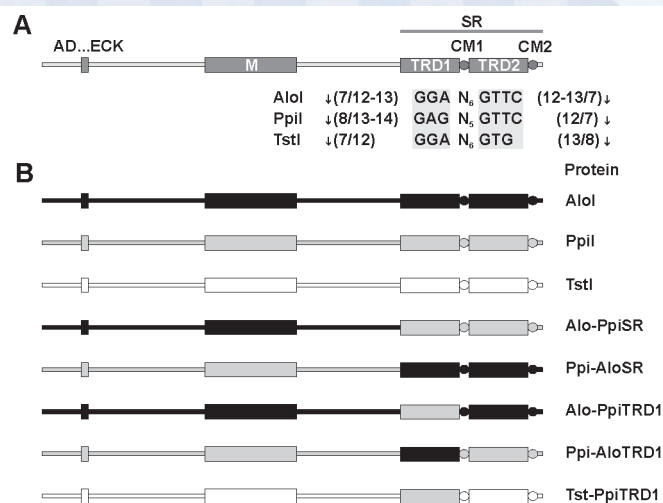 A
SR
AD...ECK
CM1 CM2
M TRD1 TRD2
AloI ↓(7/12-13) GGA N₆ GTTC (12-13/7)↓
PpiI ↓(8/13-14) GAG N₅ GTTC (12/7)↓
TstI ↓(7/12) GGA N₆ GTG (13/8)↓
B
Protein
AloI
PpiI
TstI
Alo-PpiSR
Ppi-AloSR
Alo-PpiTRD1
Ppi-AloTRD1
Tst-PpiTRD1